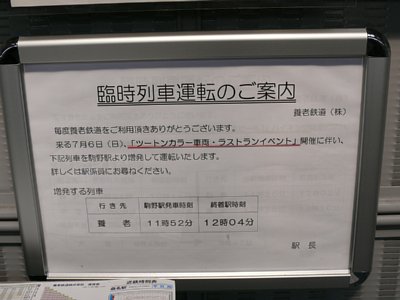 臨時列車運転のご案内
養老鉄道（株）
毎度養老鉄道をご利用頂きありがとうございます。
来る７月６日（日）、「ツートンカラー車両・ラストランイベント」開催に伴い、
下記列車を駒野駅より増発して運転いたします。
詳しくは駅係員にお尋ねください。
増発する列車
行き先 駒野駅発車時刻 終着駅時刻
養 老 １１時５２分 １２時０４分
駅 長
近鉄時刻表